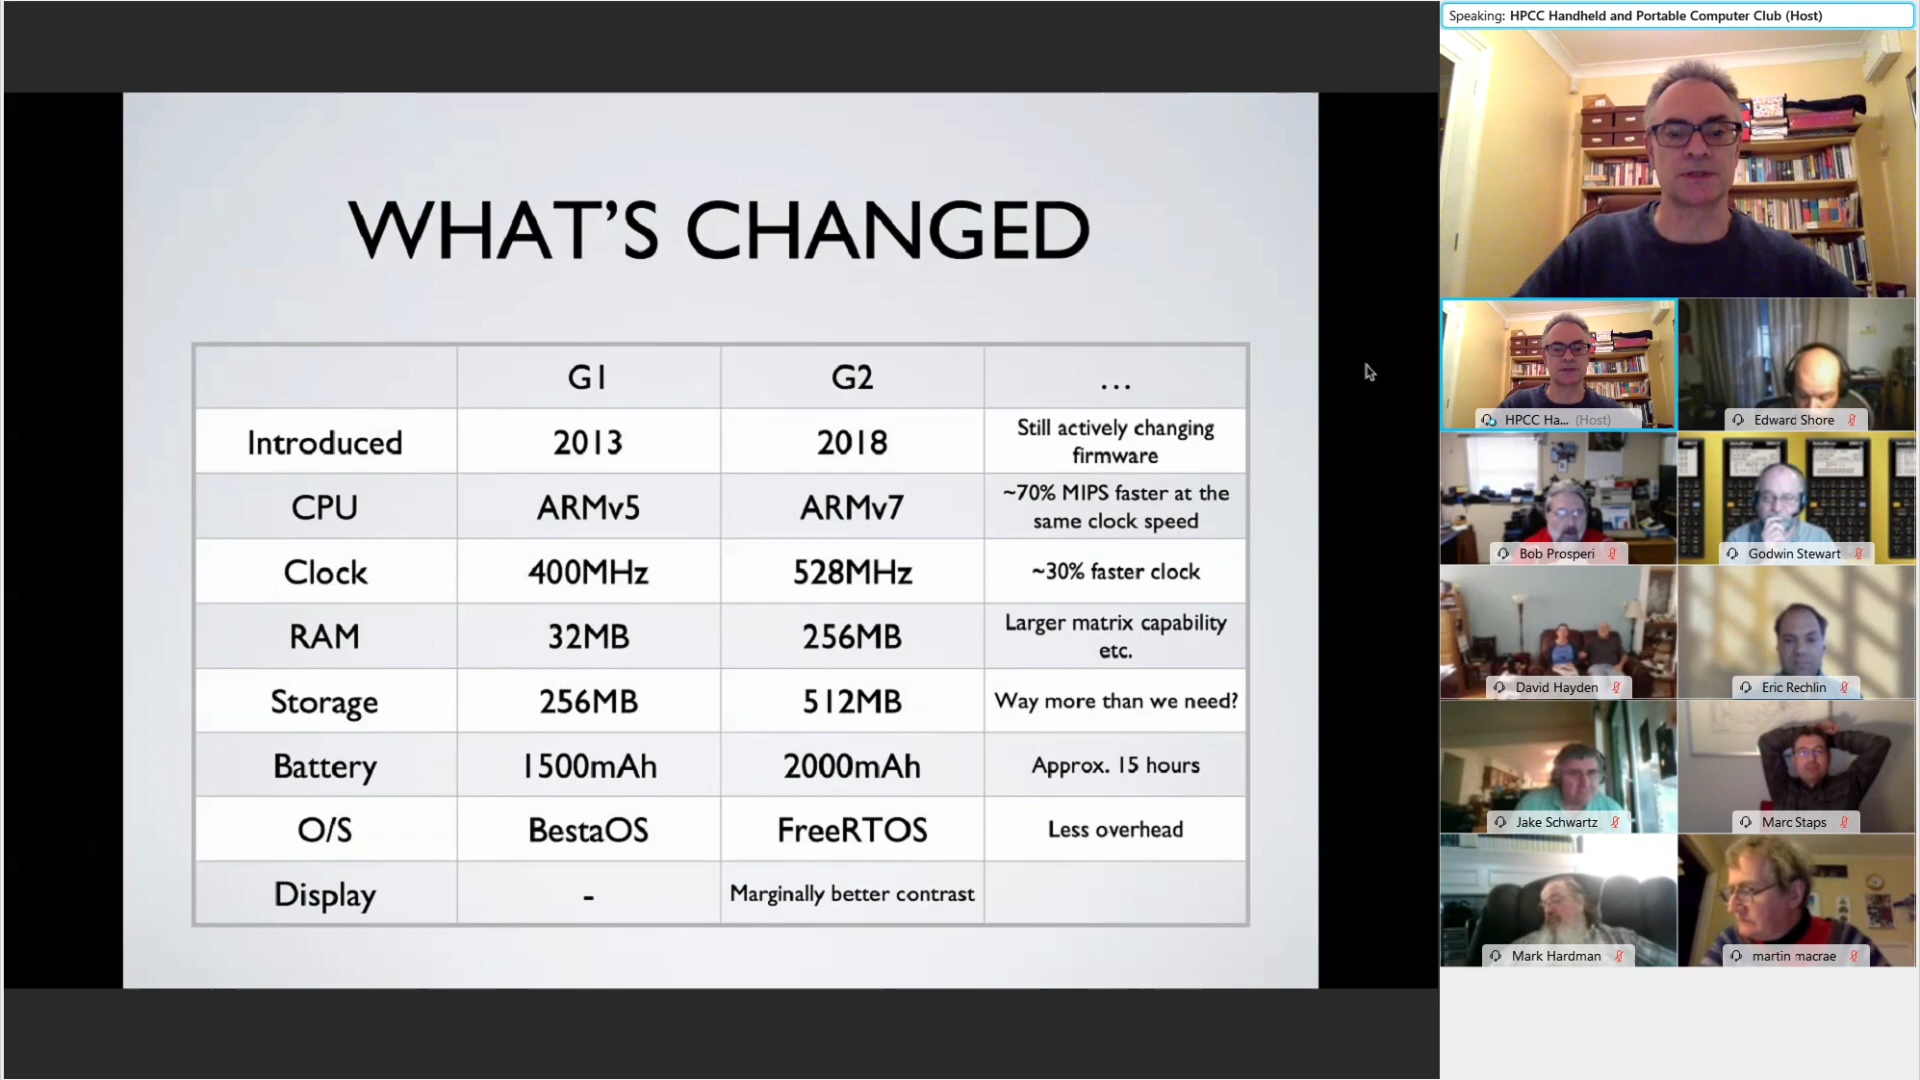 Speaking: HPCC Handheld and Portable Computer Club (Host)
WHAT'S CHANGED
G1 G2 ...
Introduced 2013 2018 Still actively changing
firmware
CPU ARMv5 ARMv7 ~70% MIPS faster at the
same clock speed
Clock 400MHz 528MHz ~30% faster clock
RAM 32MB 256MB Larger matrix capability
etc.
Storage 256MB 512MB Way more than we need?
Battery 1500mAh 2000mAh Approx. 15 hours
O/S BestaOS FreeRTOS Less overhead
Display - Marginally better contrast
HPCC Ha... (Host)
Edward Shore
Bob Prosperi
Godwin Stewart
David Hayden
Eric Rechlin
Jake Schwartz
Marc Staps
Mark Hardman
martin macrae